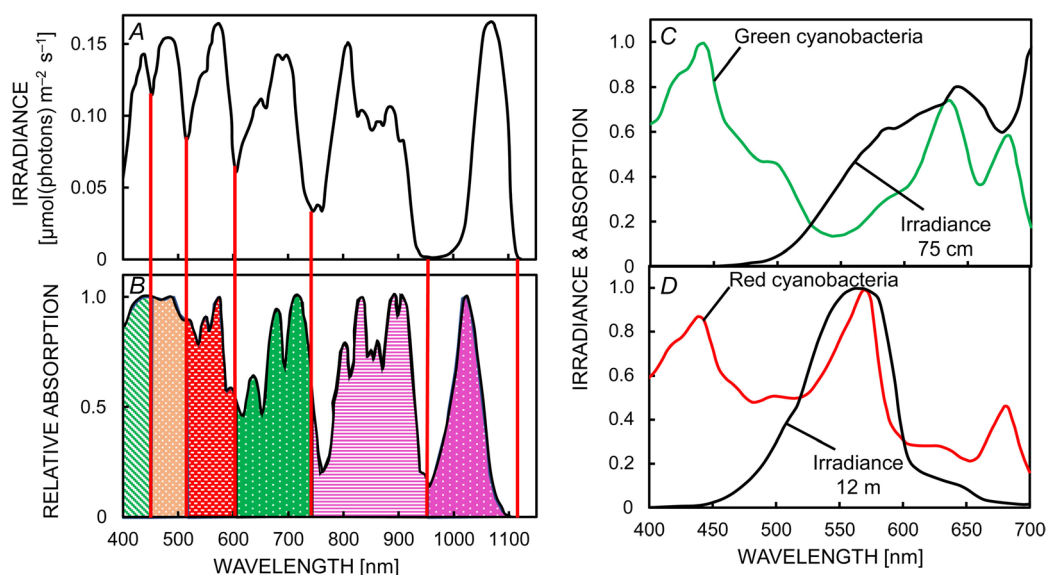 A
IRRADIANCE
[µmol(photons) m⁻² s⁻¹]
0.15
0.10
0.05
0
B
RELATIVE ABSORPTION
1.0
0.5
0
400 500 600 700 800 900 1000 1100
WAVELENGTH [nm]
C
Green cyanobacteria
IRRADIANCE & ABSORPTION
1.0
0.8
0.6
0.4
0.2
0
Irradiance
75 cm
D
Red cyanobacteria
1.0
0.8
0.6
0.4
0.2
0
Irradiance
12 m
400 450 500 550 600 650 700
WAVELENGTH [nm]